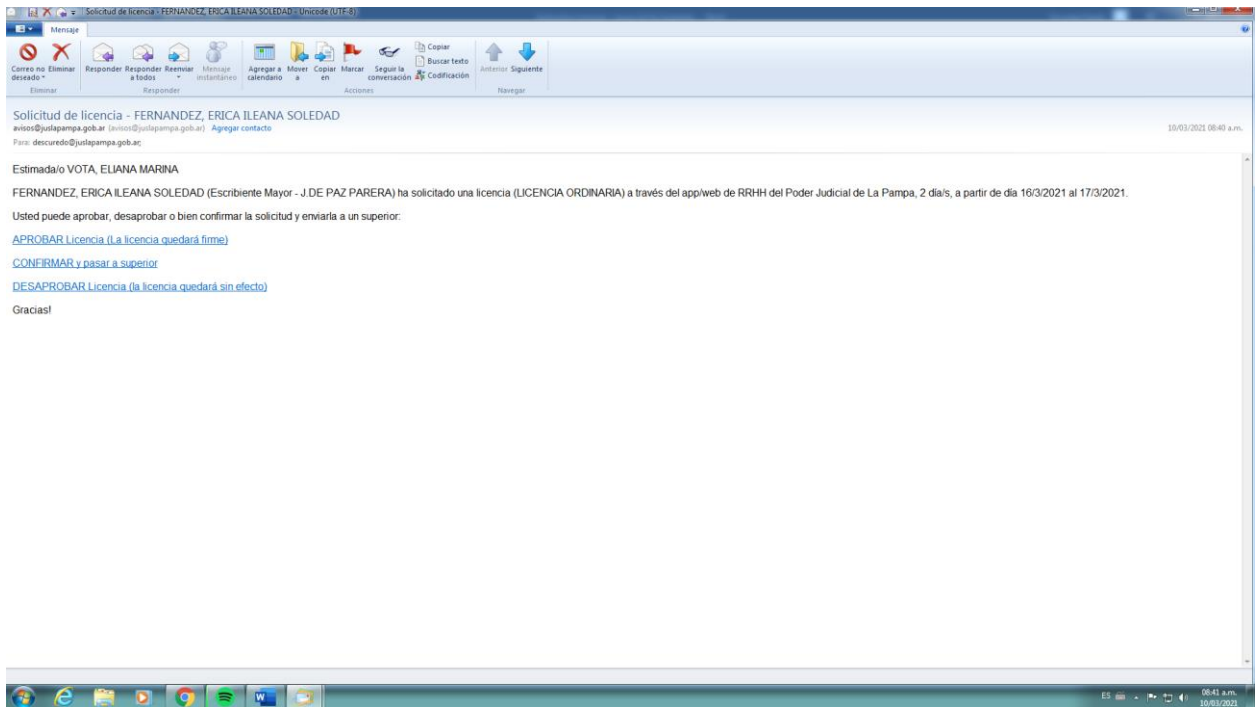 Solicitud de licencia - FERNANDEZ, ERICA ILEANA SOLEDAD - Unicode (UTF-8)
Mensaje
Correo no deseado
Eliminar
Responder
Responder a todos
Reenviar
Mensaje instantáneo
Agregar a calendario
Mover a
Copiar en
Marcar
Seguir la conversación
Copiar
Buscar texto
Codificación
Anterior
Siguiente
Eliminar
Responder
Acciones
Navegar
Solicitud de licencia - FERNANDEZ, ERICA ILEANA SOLEDAD
avisos@juslapampa.gob.ar (avisos@juslapampa.gob.ar) Agregar contacto
10/03/2021 08:40 a.m.
Para: descuredo@juslapampa.gob.ar;
Estimada/o VOTA, ELIANA MARINA
FERNANDEZ, ERICA ILEANA SOLEDAD (Escribiente Mayor - J.DE PAZ PARERA) ha solicitado una licencia (LICENCIA ORDINARIA) a través del app/web de RRHH del Poder Judicial de La Pampa, 2 día/s, a partir de día 16/3/2021 al 17/3/2021.
Usted puede aprobar, desaprobar o bien confirmar la solicitud y enviarla a un superior:
APROBAR Licencia (La licencia quedará firme)
CONFIRMAR y pasar a superior
DESAPROBAR Licencia (la licencia quedará sin efecto)
Gracias!
ES
08:41 a.m.
10/03/2021